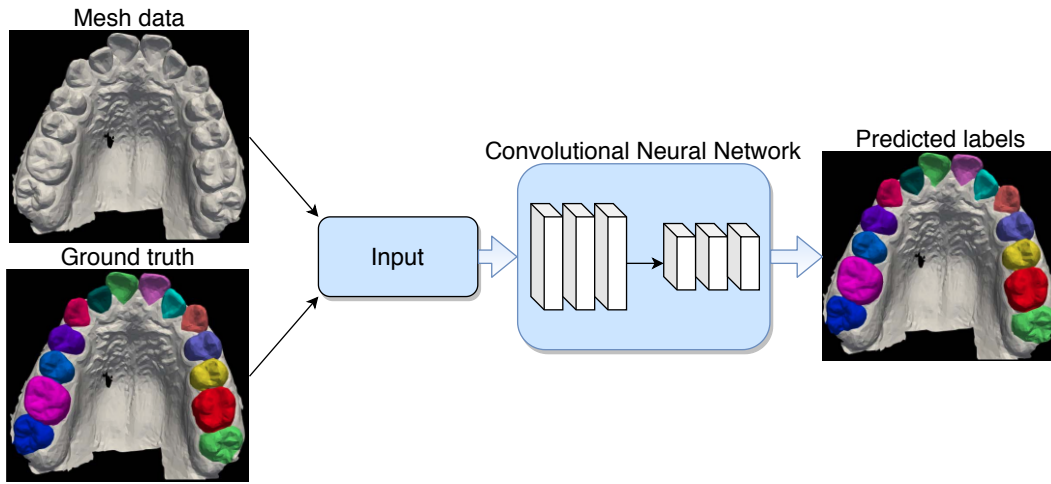 Mesh data
Ground truth
Input
Convolutional Neural Network
Predicted labels